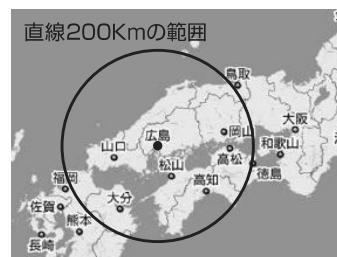 直線200Kmの範囲
鳥取
広島
岡山
大阪
山口
高松
和歌山
松山
徳島
福岡
高知
大分
佐賀
熊本
長崎